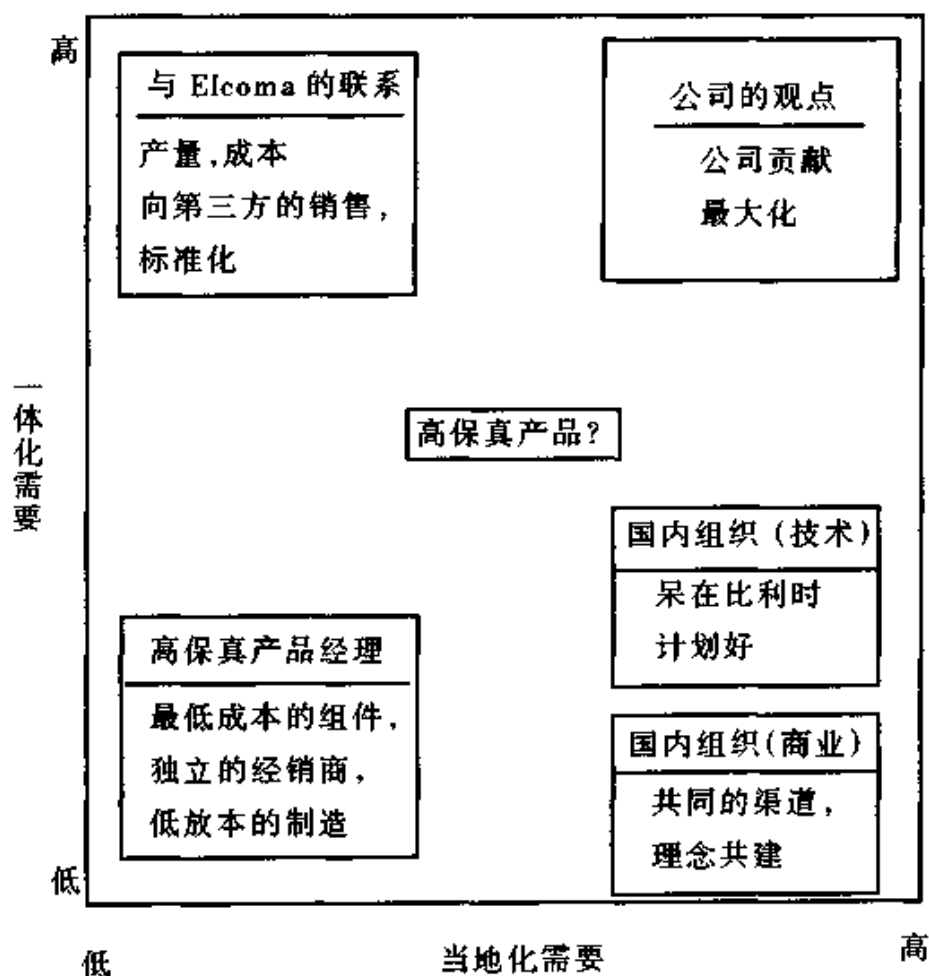 高
与 Elcoma 的联系
产量,成本
向第三方的销售,
标准化
公司的观点
公司贡献
最大化
一体化需要
高保真产品?
国内组织(技术)
呆在比利时
计划好
高保真产品经理
最低成本的组件,
独立的经销商,
低放本的制造
国内组织(商业)
共同的渠道,
理念共建
低
低
当地化需要
高